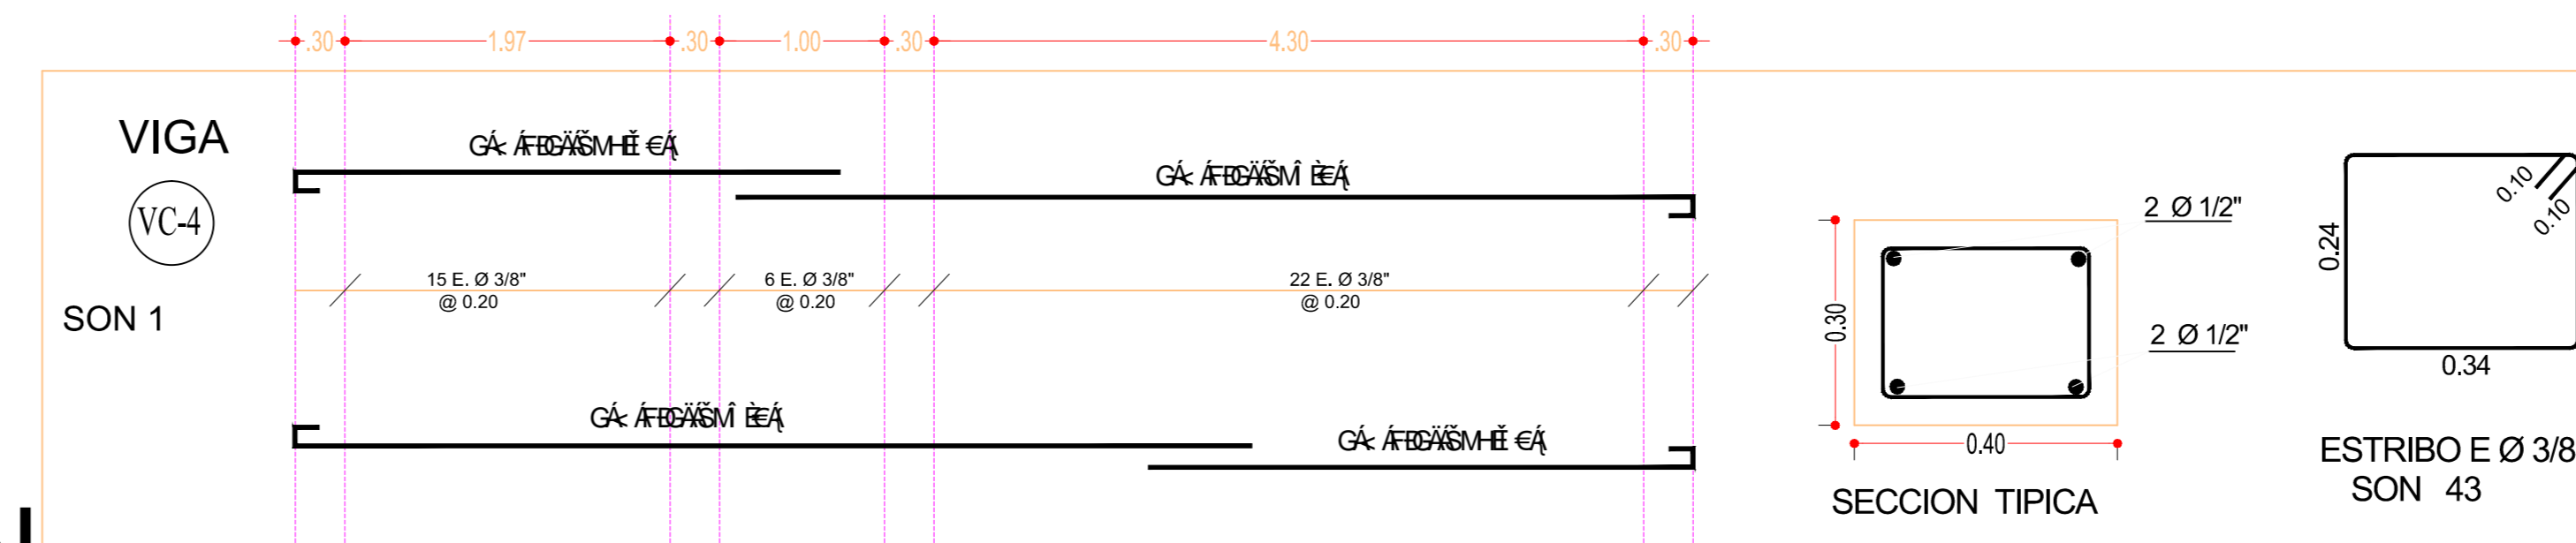 .30 1.97 .30 1.00 .30 4.30 .30
VIGA
VC-4
SON 1
15 E. Ø 3/8"
@ 0.20
6 E. Ø 3/8"
@ 0.20
22 E. Ø 3/8"
@ 0.20
2 Ø 1/2"
2 Ø 1/2"
0.30
0.40
SECCION TIPICA
0.10
0.10
0.24
0.34
ESTRIBO E Ø 3/8
SON 43